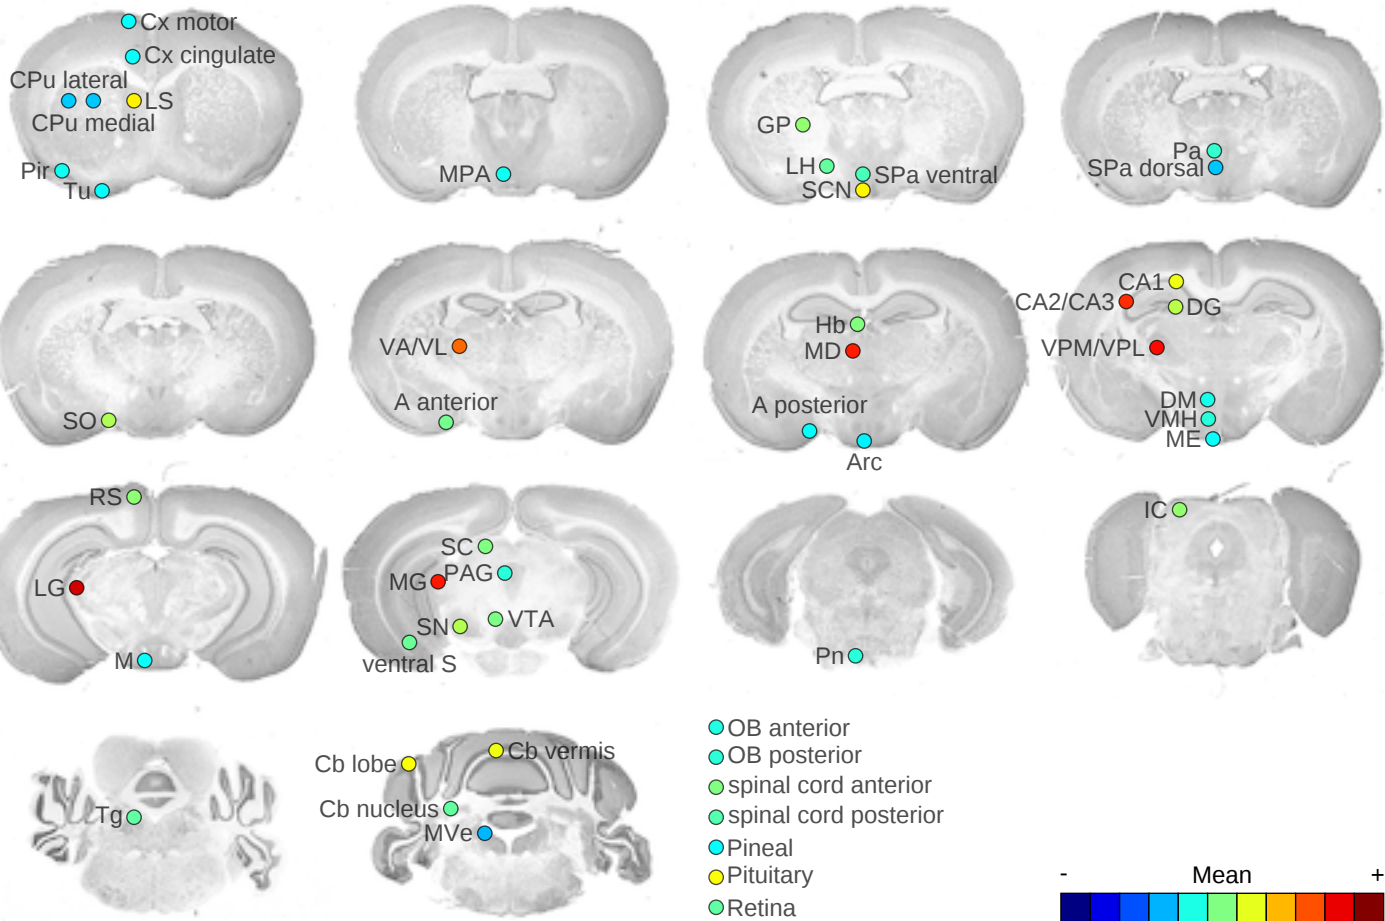 Cx motor
Cx cingulate
CPu lateral
LS
CPu medial
Pir
Tu
MPA
GP
LH
SPa ventral
SCN
Pa
SPa dorsal
SO
VA/VL
A anterior
Hb
MD
A posterior
Arc
CA1
CA2/CA3
DG
VPM/VPL
DM
VMH
ME
RS
LG
M
SC
MG
PAG
SN
VTA
ventral S
Pn
IC
Tg
Cb lobe
Cb vermis
Cb nucleus
MVe
OB anterior
OB posterior
spinal cord anterior
spinal cord posterior
Pineal
Pituitary
Retina
- Mean +